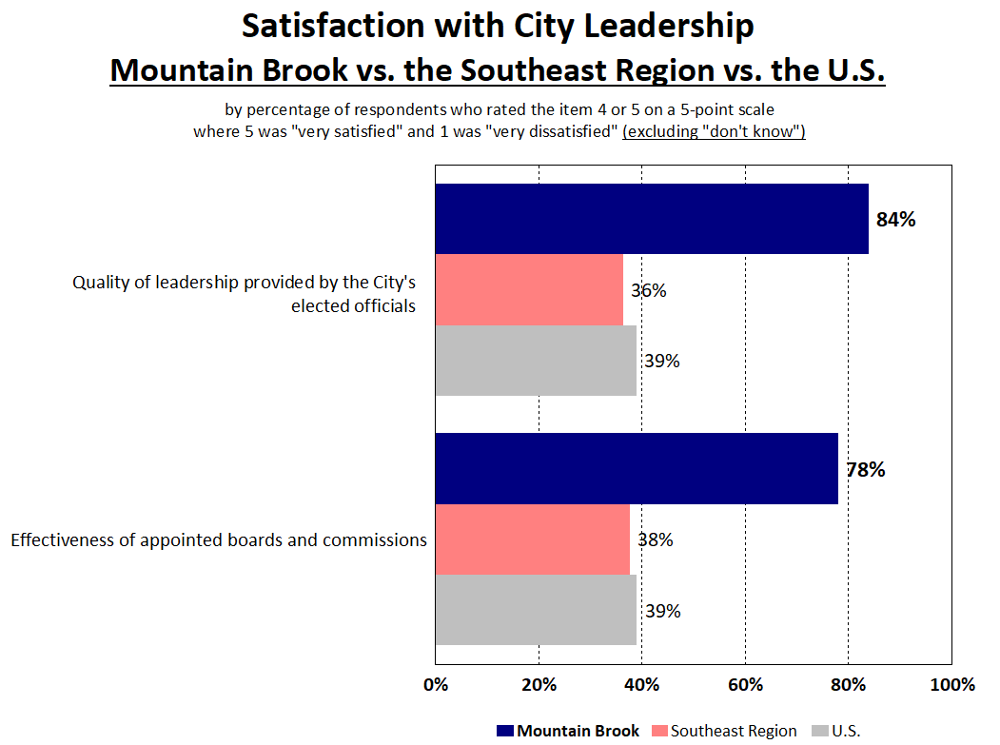 Satisfaction with City Leadership
Mountain Brook vs. the Southeast Region vs. the U.S.
by percentage of respondents who rated the item 4 or 5 on a 5-point scale
where 5 was "very satisfied" and 1 was "very dissatisfied" (excluding "don't know")
84%
Quality of leadership provided by the City's
elected officials
36%
39%
78%
Effectiveness of appointed boards and commissions
38%
39%
0% 20% 40% 60% 80% 100%
Mountain Brook Southeast Region U.S.